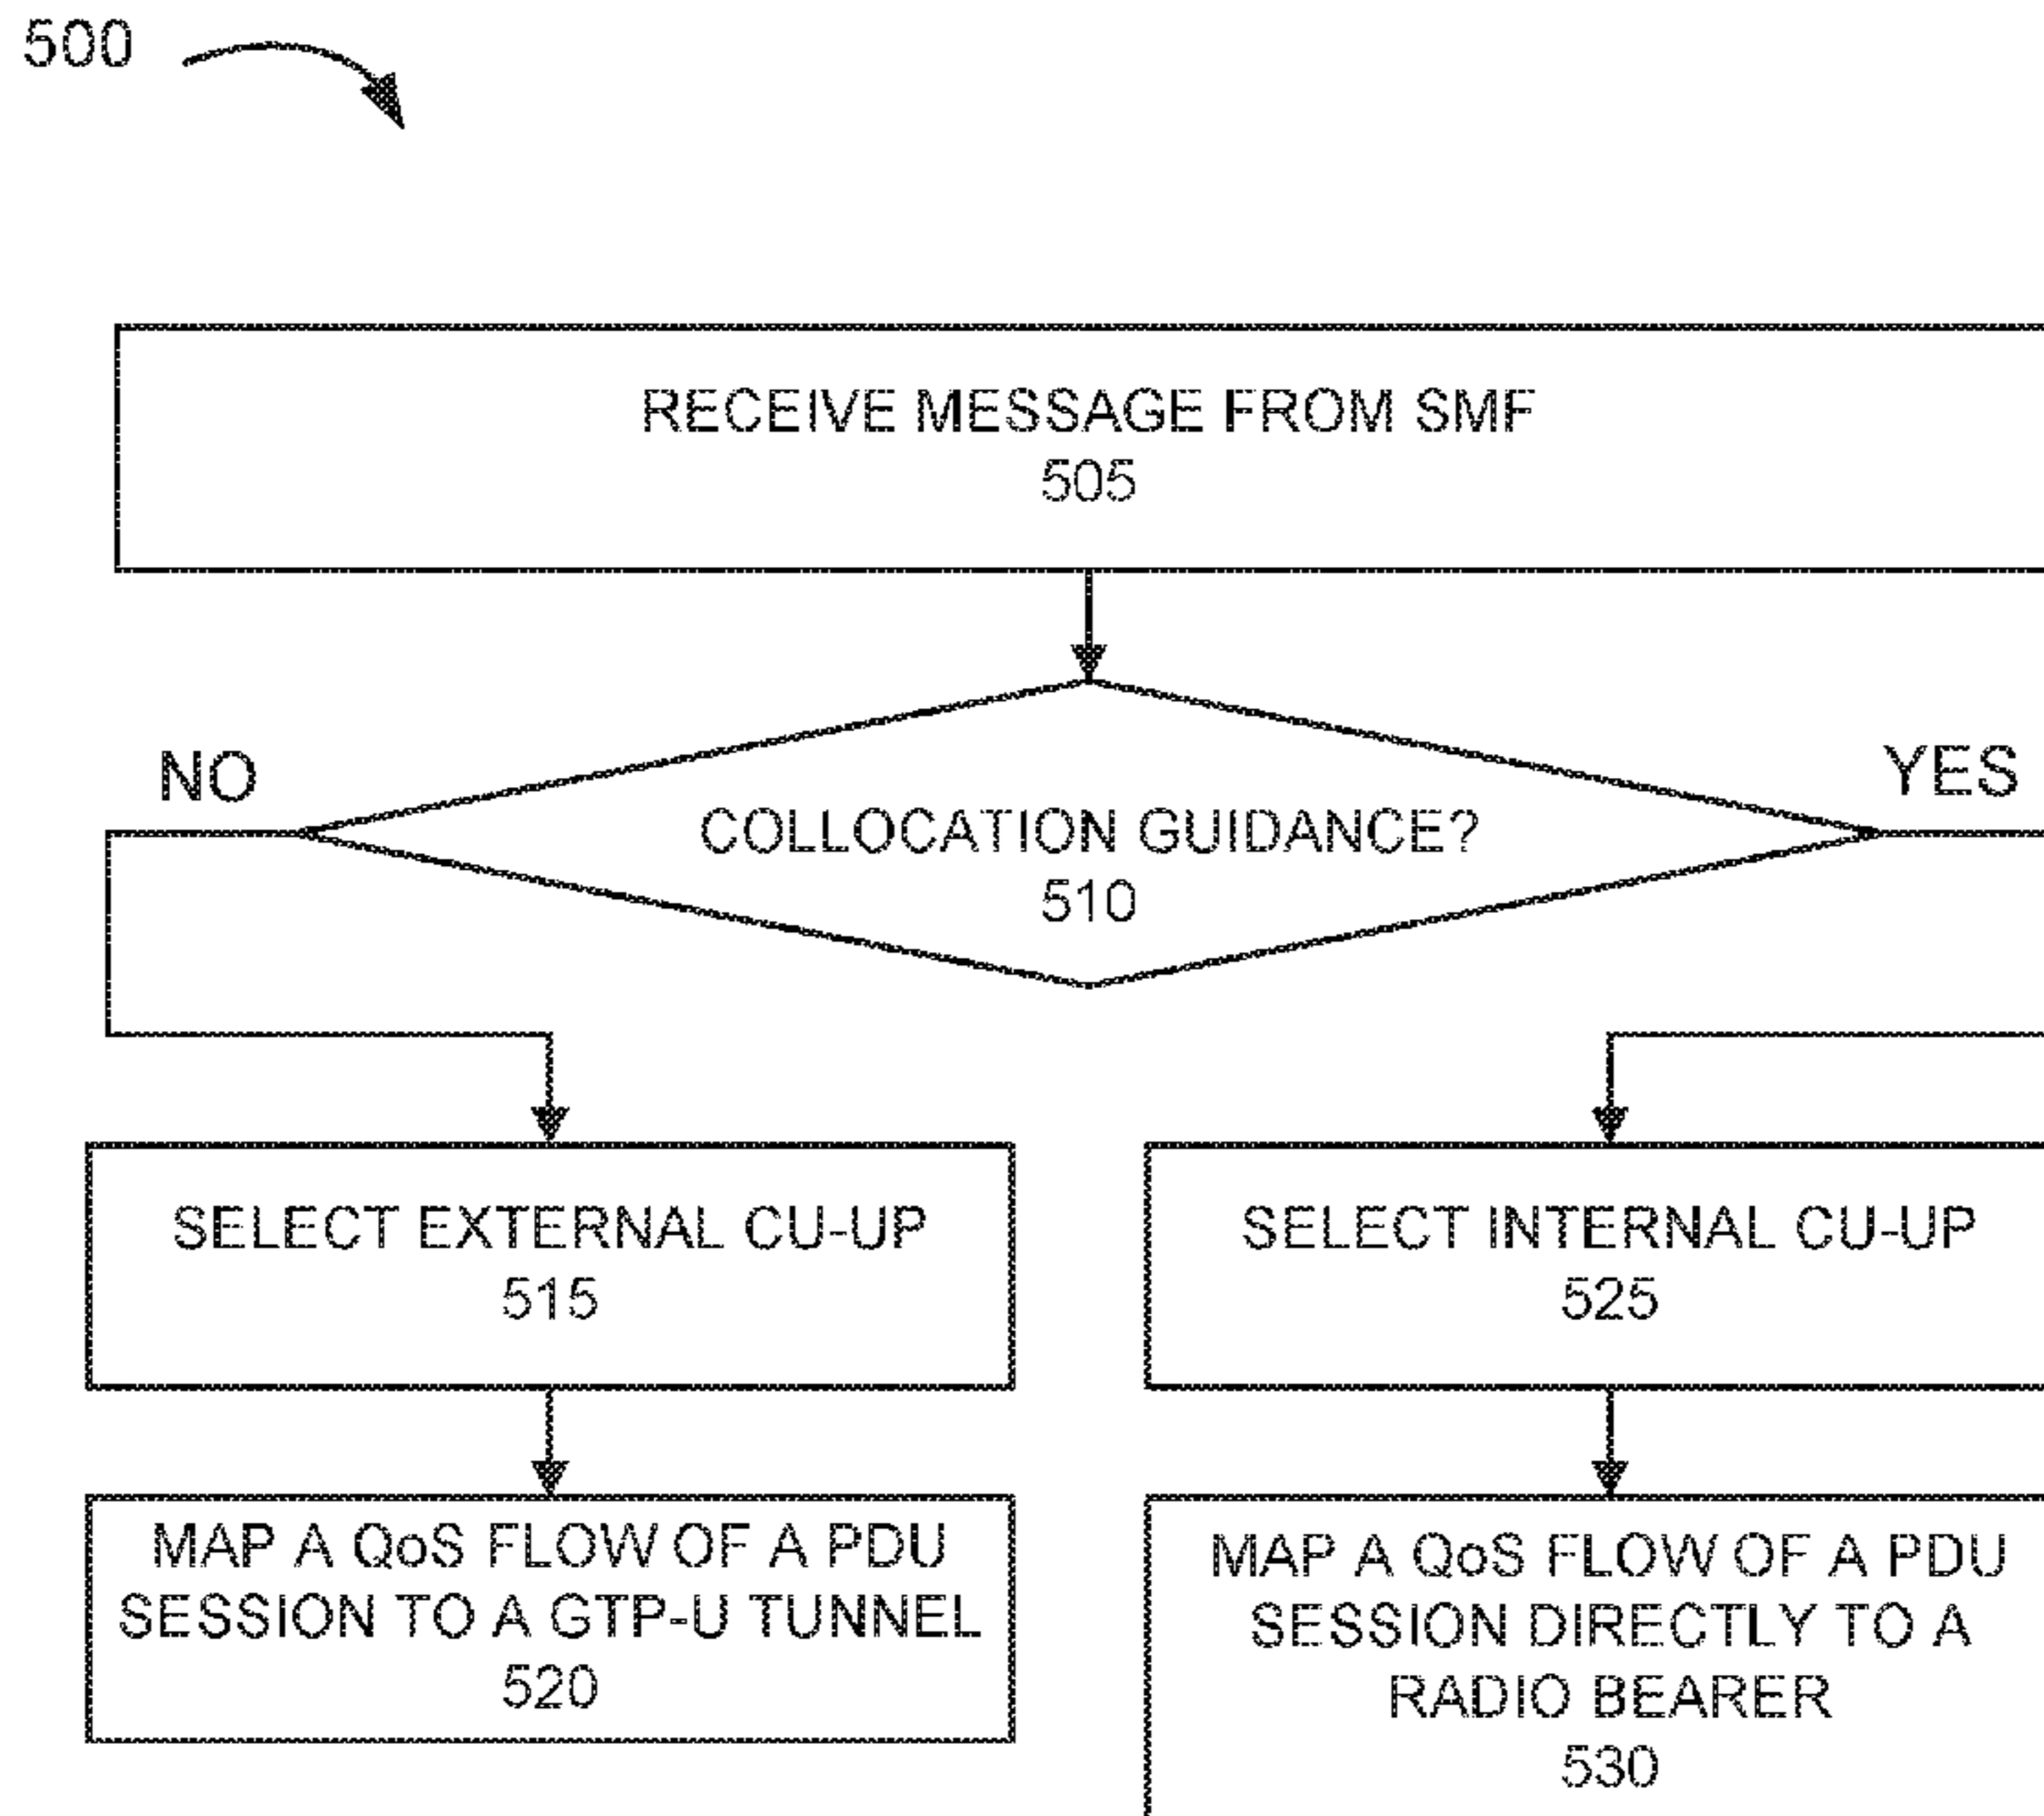 500
RECEIVE MESSAGE FROM SMF
505
NO
YES
COLLOCATION GUIDANCE?
510
SELECT EXTERNAL CU-UP
515
SELECT INTERNAL CU-UP
525
MAP A QoS FLOW OF A PDU
SESSION TO A GTP-U TUNNEL
520
MAP A QoS FLOW OF A PDU
SESSION DIRECTLY TO A
RADIO BEARER
530